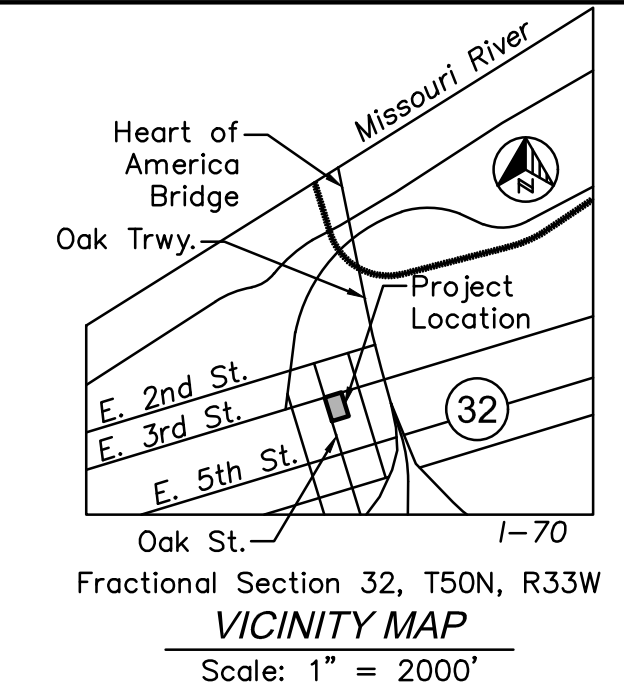 Missouri River
Heart of
America
Bridge
N
Oak Trwy.
Project
Location
E. 2nd St.
E. 3rd St.
32
E. 5th St.
Oak St.
I-70
Fractional Section 32, T50N, R33W
VICINITY MAP
Scale: 1" = 2000'